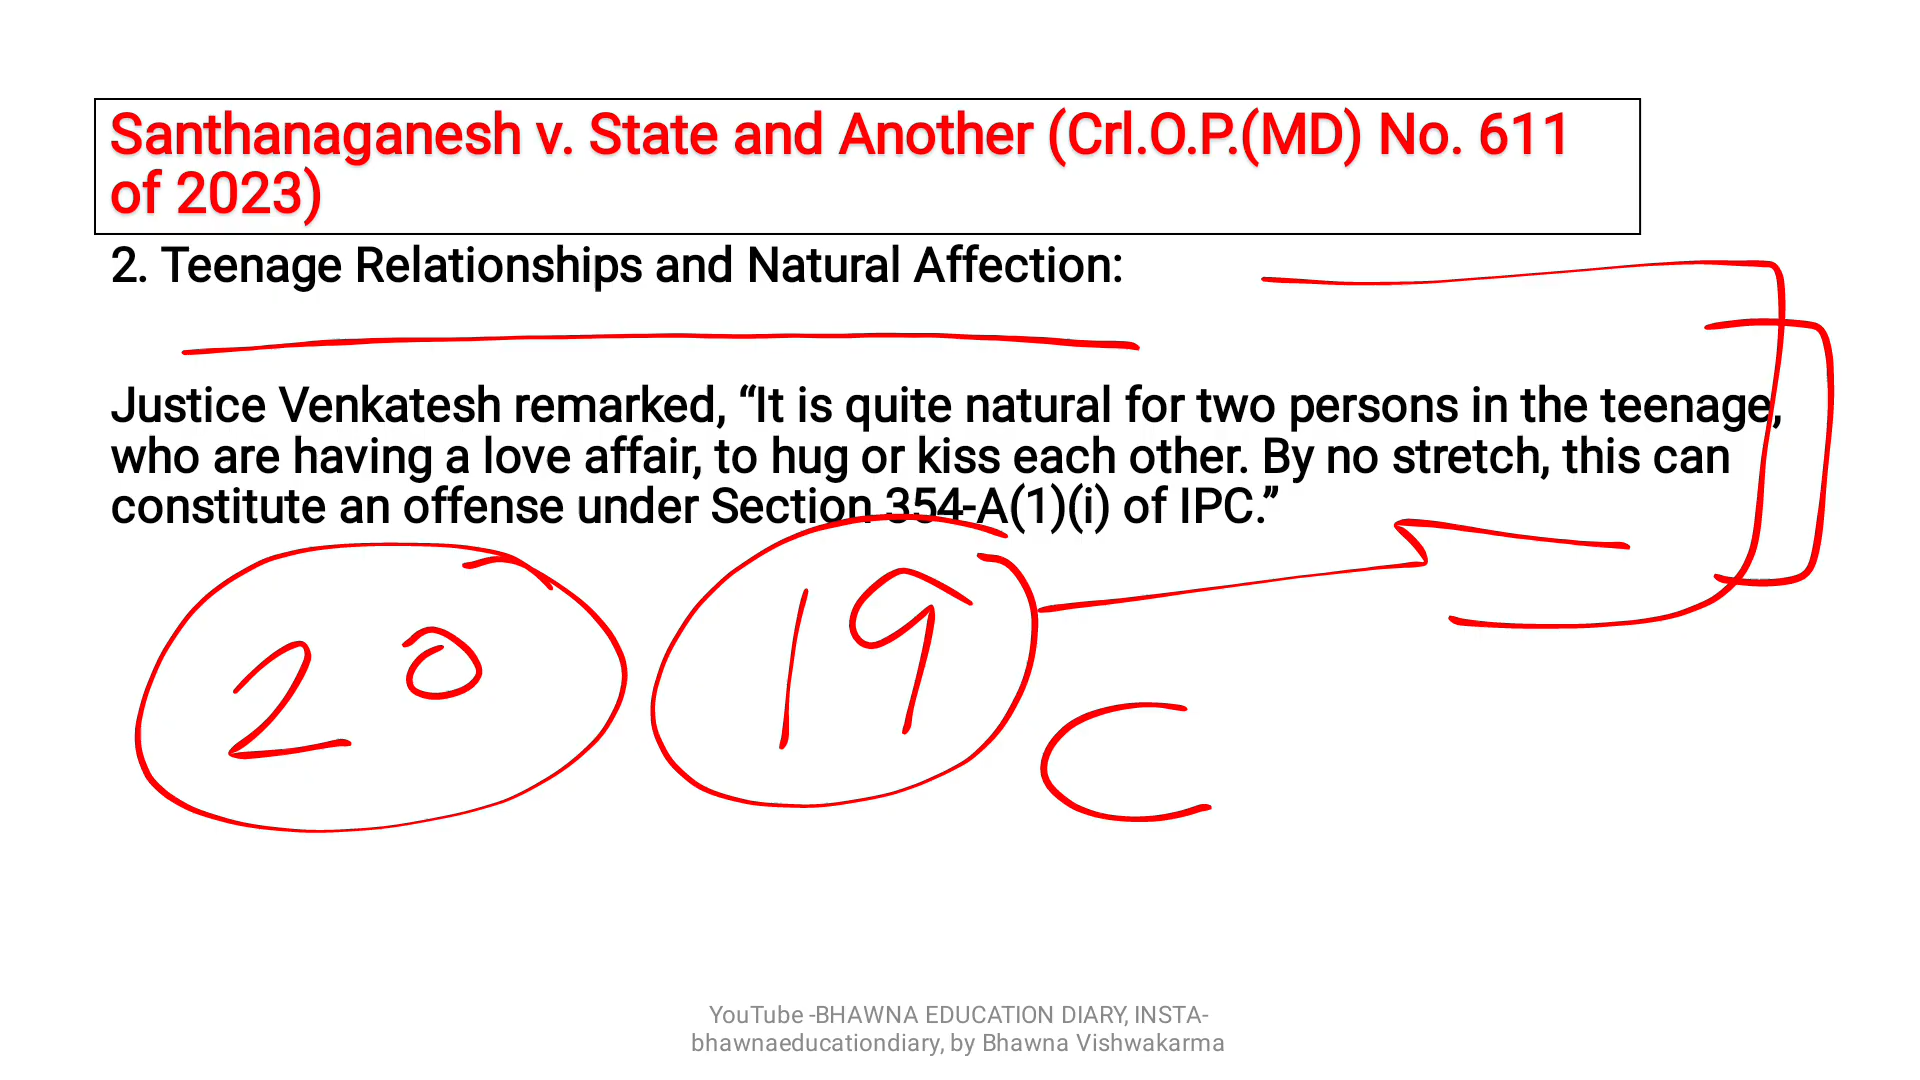 Santhanaganesh v. State and Another (Crl.O.P.(MD) No. 611
of 2023)
2. Teenage Relationships and Natural Affection:
Justice Venkatesh remarked, “It is quite natural for two persons in the teenage,
who are having a love affair, to hug or kiss each other. By no stretch, this can
constitute an offense under Section 354-A(1)(i) of IPC.”
20 19
C
YouTube -BHAWNA EDUCATION DIARY, INSTA-
bhawnaeducationdiary, by Bhawna Vishwakarma